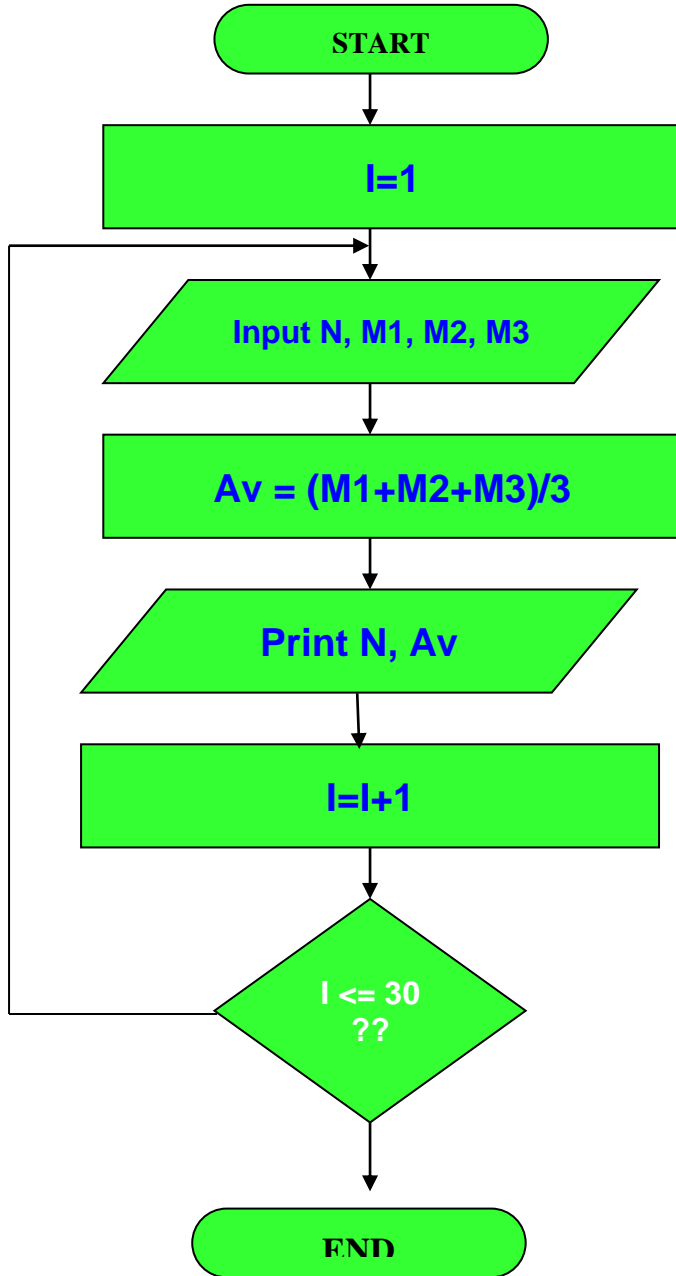 START
I=1
Input N, M1, M2, M3
Av = (M1+M2+M3)/3
Print N, Av
I=I+1
I <= 30
??
END